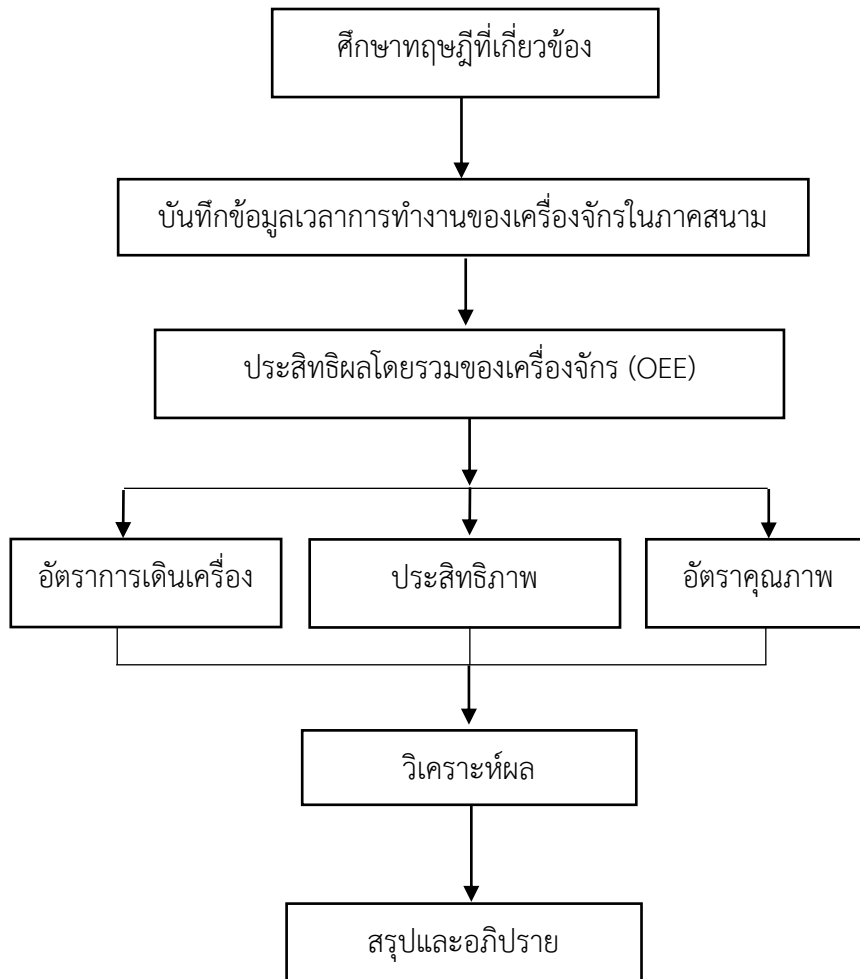 ศึกษาทฤษฎีที่เกี่ยวข้อง
บันทึกข้อมูลเวลาการทำงานของเครื่องจักรในภาคสนาม
ประสิทธิผลโดยรวมของเครื่องจักร (OEE)
อัตราการเดินเครื่อง
ประสิทธิภาพ
อัตราคุณภาพ
วิเคราะห์ผล
สรุปและอภิปราย